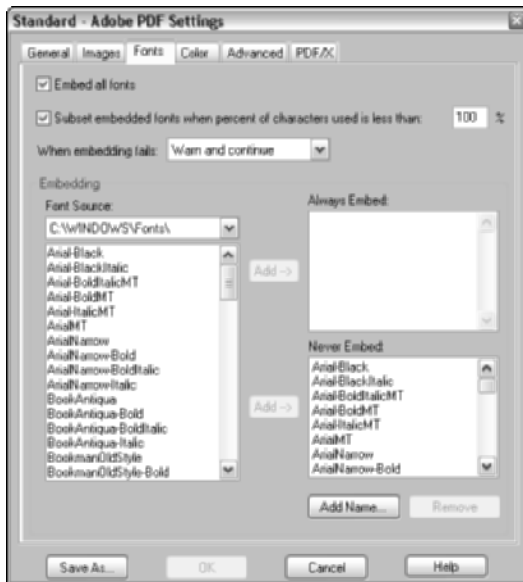 Standard - Adobe PDF Settings
General Images Fonts Color Advanced PDF/X
Embed all fonts
Subset embedded fonts when percent of characters used is less than: 100 %
When embedding fails: Warn and continue
Embedding
Font Source:
C:\WINDOWS\Fonts\
Arial-Black
Arial-BlackItalic
Arial-BoldItalicMT
Arial-BoldMT
Arial-ItalicMT
ArialMT
ArialNarrow
ArialNarrow-Bold
ArialNarrow-BoldItalic
ArialNarrow-Italic
BookAntiqua
BookAntiqua-Bold
BookAntiqua-BoldItalic
BookAntiqua-Italic
BookmanOldStyle
BookmanOldStyle-Bold
Add ->
Add ->
Always Embed:
Never Embed:
Arial-Black
Arial-BlackItalic
Arial-BoldItalicMT
Arial-BoldMT
Arial-ItalicMT
ArialMT
ArialNarrow
ArialNarrow-Bold
Add Name... Remove
Save As... OK Cancel Help